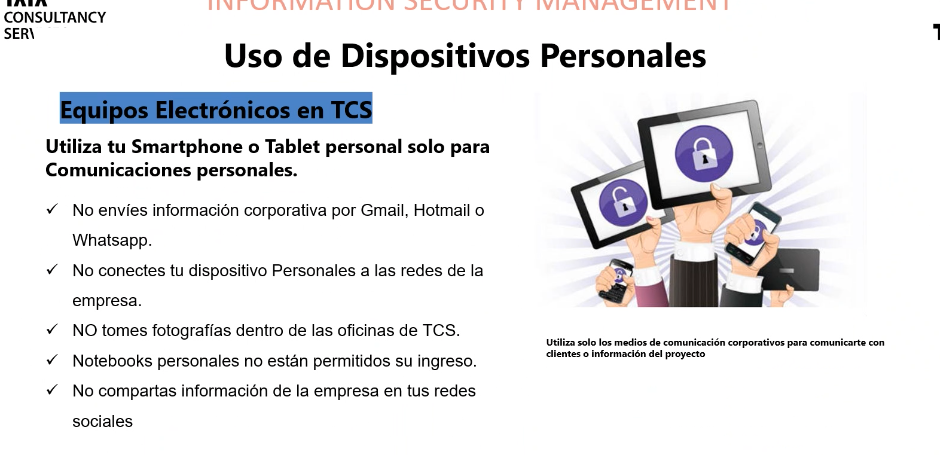 TATA
CONSULTANCY
INFORMATION SECURITY MANAGEMENT
Uso de Dispositivos Personales
Equipos Electrónicos en TCS
Utiliza tu Smartphone o Tablet personal solo para
Comunicaciones personales.
✓ No envíes información corporativa por Gmail, Hotmail o
Whatsapp.
✓ No conectes tu dispositivo Personales a las redes de la
empresa.
✓ NO tomes fotografías dentro de las oficinas de TCS.
✓ Notebooks personales no están permitidos su ingreso.
✓ No compartas información de la empresa en tus redes
sociales
Utiliza solo los medios de comunicación corporativos para comunicarte con
clientes o información del proyecto